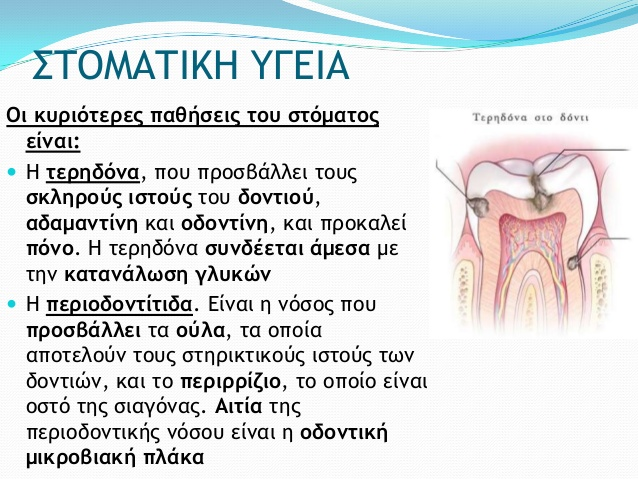 ΣΤΟΜΑΤΙΚΗ ΥΓΕΙΑ
Οι κυριότερες παθήσεις του στόματος
είναι:
Η τερηδόνα, που προσβάλλει τους
σκληρούς ιστούς του δοντιού,
αδαμαντίνη και οδοντίνη, και προκαλεί
πόνο. Η τερηδόνα συνδέεται άμεσα με
την κατανάλωση γλυκών
Η περιοδοντίτιδα. Είναι η νόσος που
προσβάλλει τα ούλα, τα οποία
αποτελούν τους στηρικτικούς ιστούς των
δοντιών, και το περιρρίζιο, το οποίο είναι
οστό της σιαγόνας. Αιτία της
περιοδοντικής νόσου είναι η οδοντική
μικροβιακή πλάκα
Τερηδόνα στο δόντι